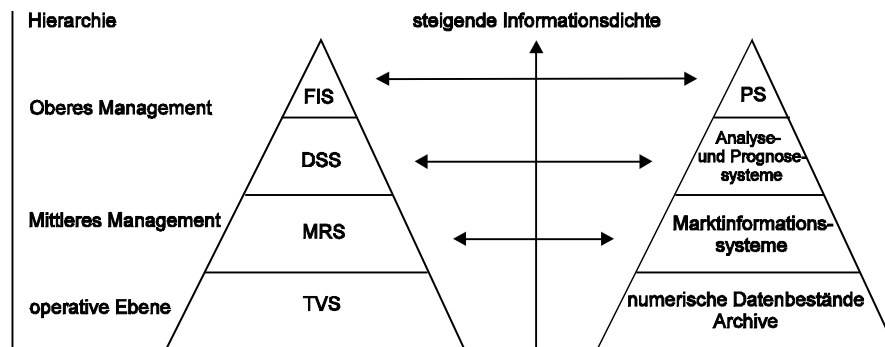 Hierarchie
steigende Informationsdichte
Oberes Management
FIS
PS
DSS
Analyse-
und Prognose-
systeme
Mittleres Management
MRS
Marktinformations-
systeme
operative Ebene
TVS
numerische Datenbestände
Archive